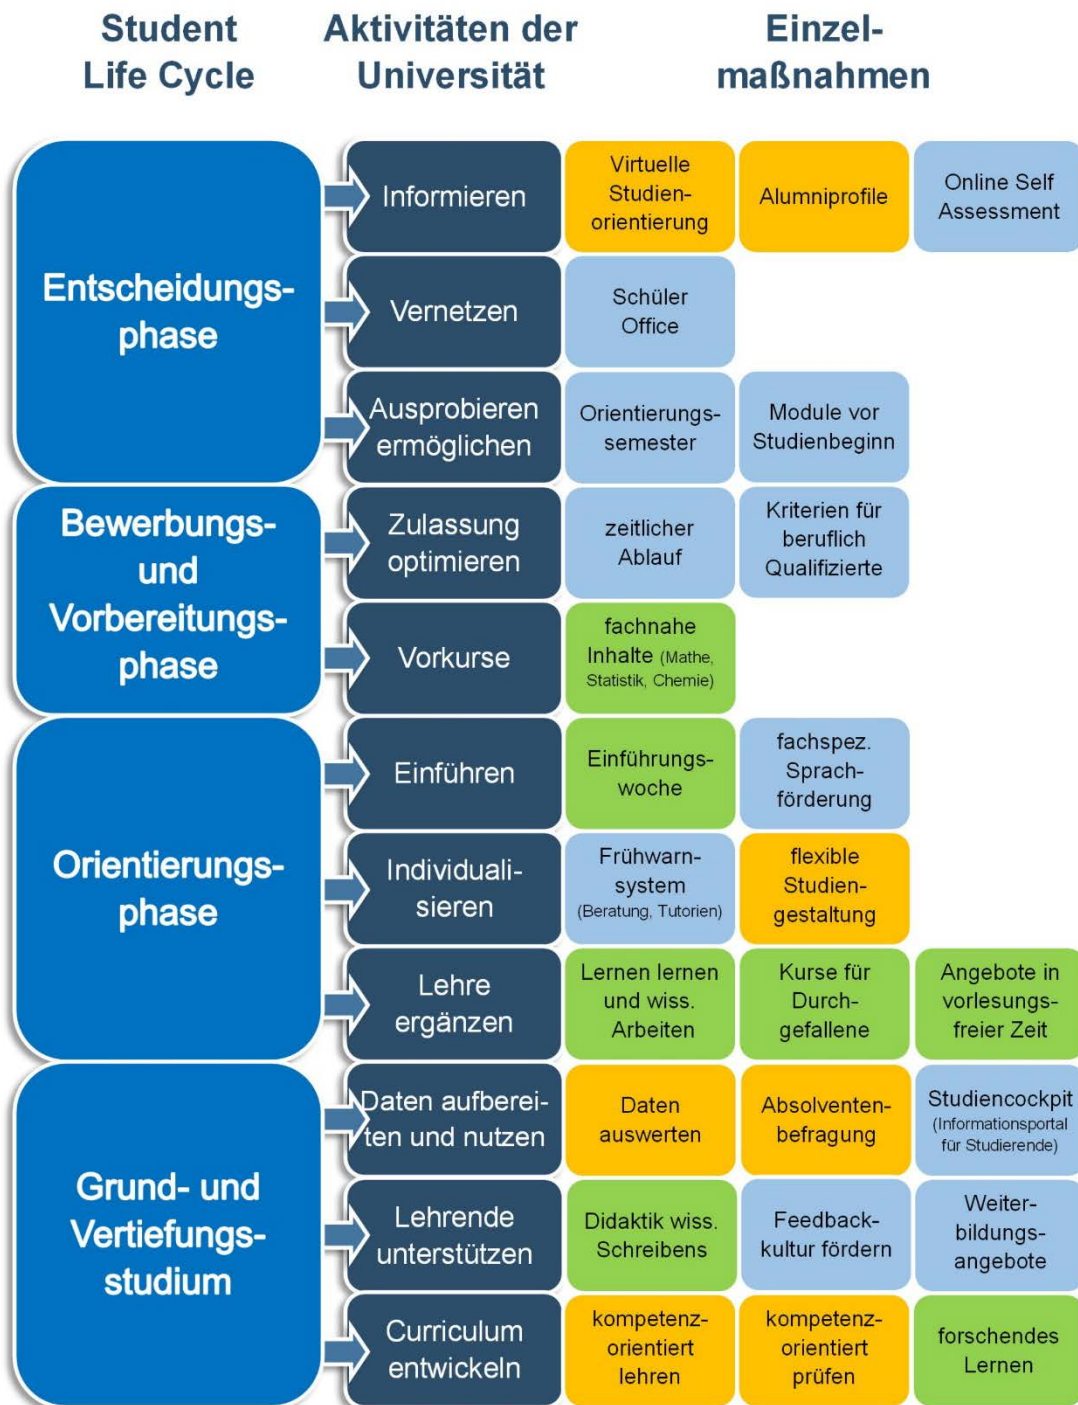 Student
Life Cycle
Aktivitäten der
Universität
Einzel-
maßnahmen
Entscheidungs-
phase
Informieren
Virtuelle
Studien-
orientierung
Alumniprofile
Online Self
Assessment
Vernetzen
Schüler
Office
Ausprobieren
ermöglichen
Orientierungs-
semester
Module vor
Studienbeginn
Bewerbungs-
und
Vorbereitungs-
phase
Zulassung
optimieren
zeitlicher
Ablauf
Kriterien für
beruflich
Qualifizierte
Vorkurse
fachnahe
Inhalte (Mathe,
Statistik, Chemie)
Orientierungs-
phase
Einführen
Einführungs-
woche
fachspez.
Sprach-
förderung
Individuali-
sieren
Frühwarn-
system
(Beratung, Tutorien)
flexible
Studien-
gestaltung
Lehre
ergänzen
Lernen lernen
und wiss.
Arbeiten
Kurse für
Durch-
gefallene
Angebote in
vorlesungs-
freier Zeit
Grund- und
Vertiefungs-
studium
Daten aufberei-
ten und nutzen
Daten
auswerten
Absolventen-
befragung
Studiencockpit
(Informationsportal
für Studierende)
Lehrende
unterstützen
Didaktik wiss.
Schreibens
Feedback-
kultur fördern
Weiter-
bildungs-
angebote
Curriculum
entwickeln
kompetenz-
orientiert
lehren
kompetenz-
orientiert
prüfen
forschendes
Lernen